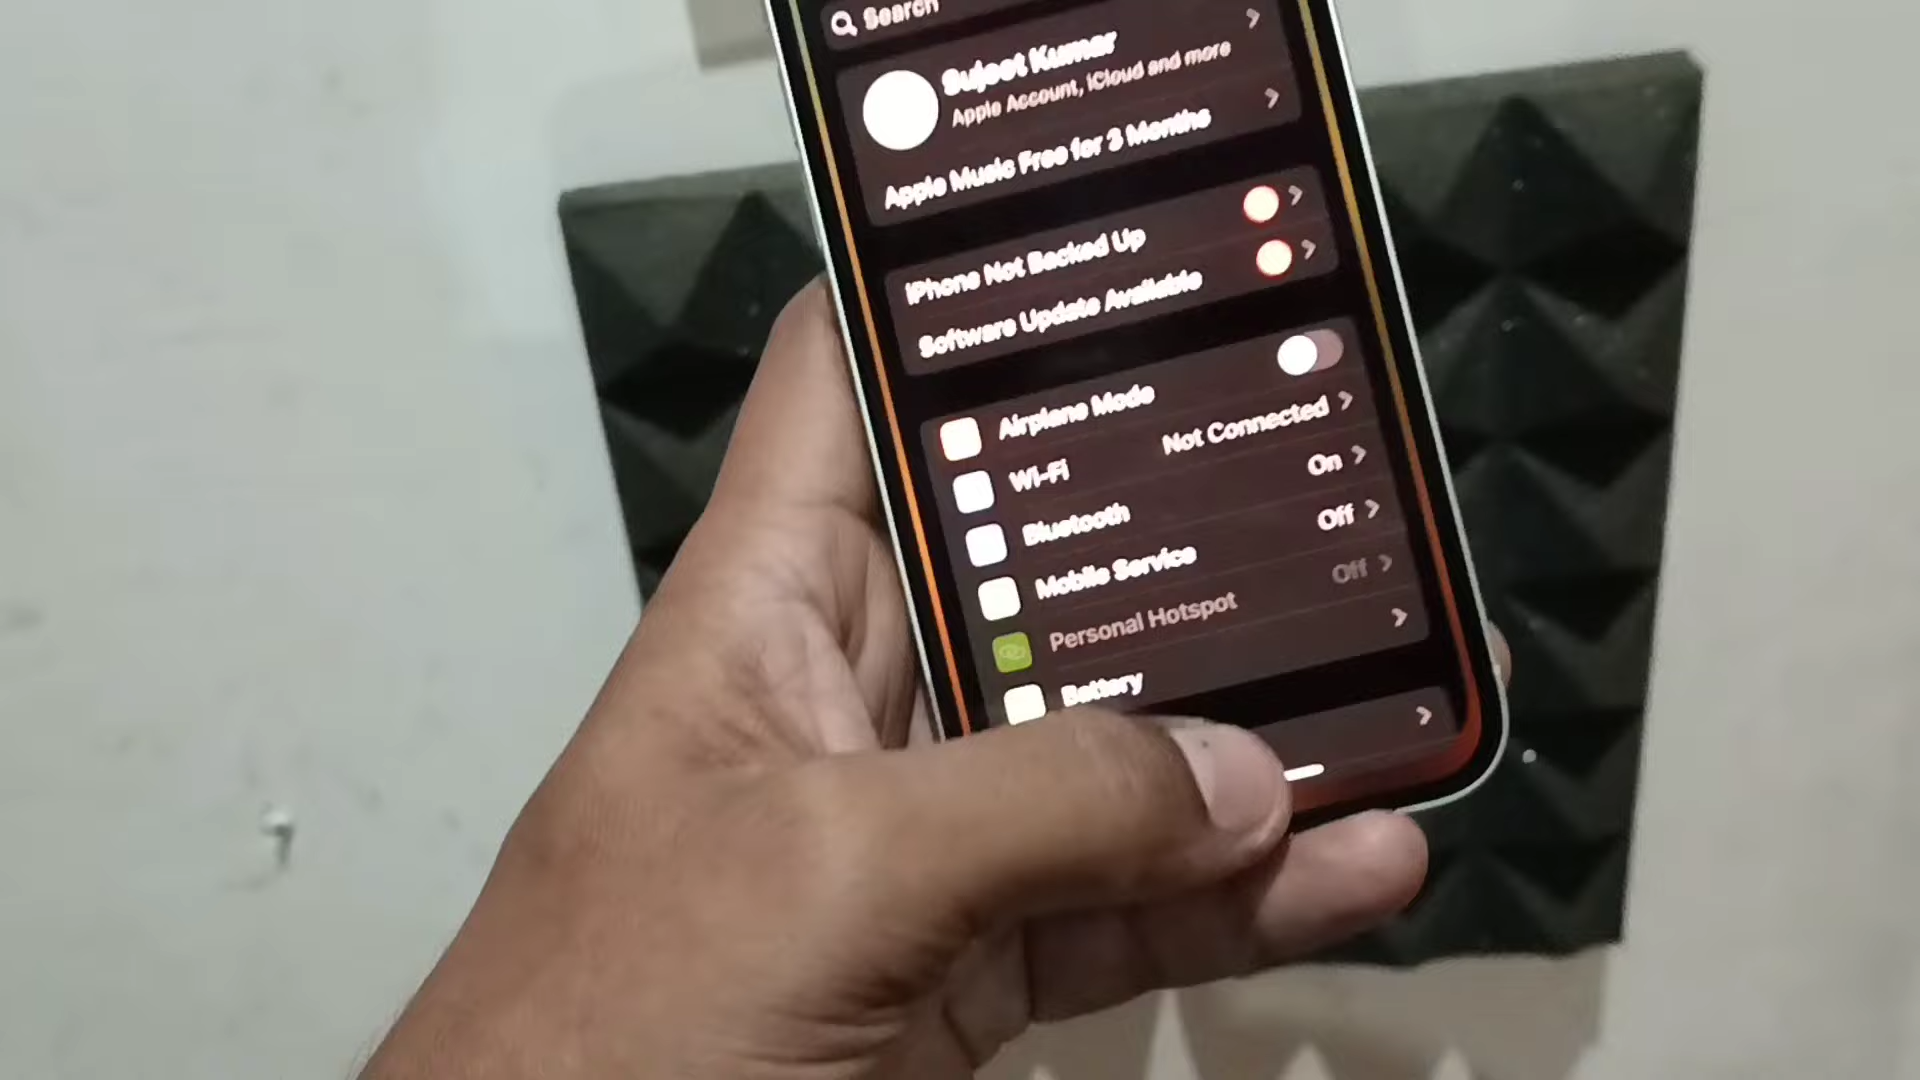 Search
Sujeet Kumar
Apple Account, iCloud and more
Apple Music Free for 3 Months
iPhone Not Backed Up
Software Update Available
Airplane Mode
Wi-Fi Not Connected
Bluetooth On
Mobile Service Off
Personal Hotspot Off
Battery